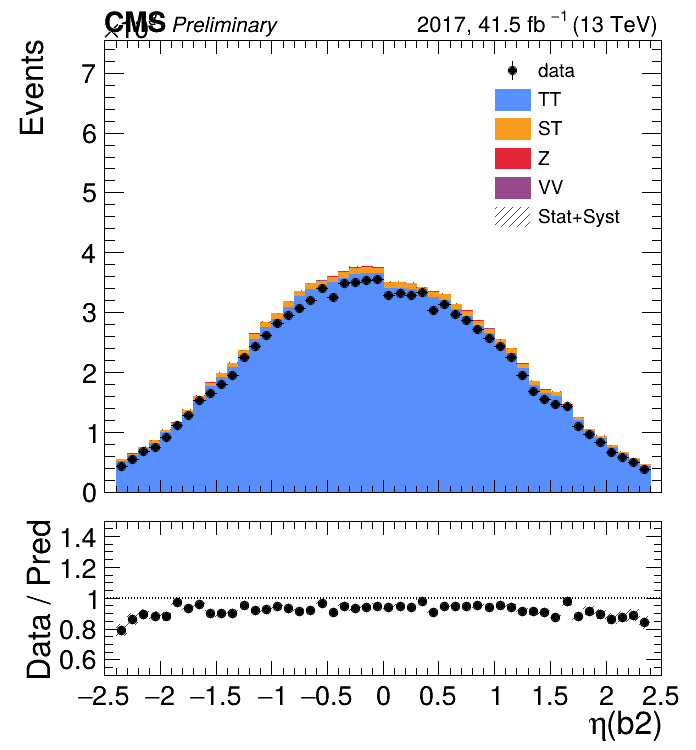 CMS Preliminary 2017, 41.5 fb⁻¹ (13 TeV)
Events
7
6
5
4
3
2
1
0
data
TT
ST
Z
VV
Stat+Syst
Data / Pred
1.4
1.2
1
0.8
0.6
−2.5 −2 −1.5 −1 −0.5 0 0.5 1 1.5 2 2.5
η(b2)